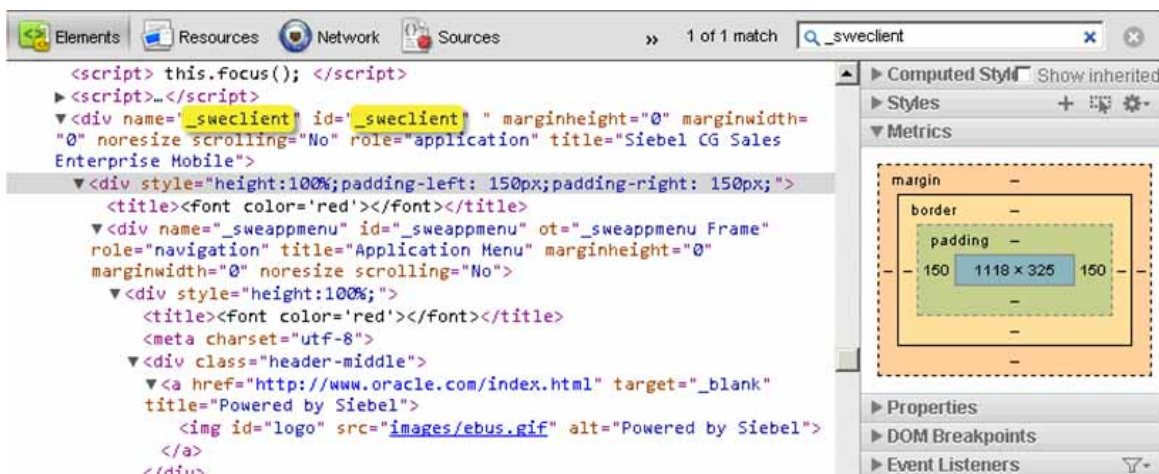 Elements Resources Network Sources » 1 of 1 match _sweclient
<script> this.focus(); </script>
<script>…</script>
<div name="_sweclient" id="_sweclient" " marginheight="0" marginwidth=
"0" noresize scrolling="No" role="application" title="Siebel CG Sales
Enterprise Mobile">
<div style="height:100%;padding-left: 150px;padding-right: 150px;">
<title><font color='red'></font></title>
<div name="_sweappmenu" id="_sweappmenu" ot="_sweappmenu Frame"
role="navigation" title="Application Menu" marginheight="0"
marginwidth="0" noresize scrolling="No">
<div style="height:100%;">
<title><font color='red'></font></title>
<meta charset="utf-8">
<div class="header-middle">
<a href="http://www.oracle.com/index.html" target="_blank"
title="Powered by Siebel">
<img id="logo" src="images/ebus.gif" alt="Powered by Siebel">
</a>
</div>
Computed Style Show inherited
Styles
Metrics
margin –
border –
padding –
– – 150 1118 × 325 150 – –
–
–
–
Properties
DOM Breakpoints
Event Listeners